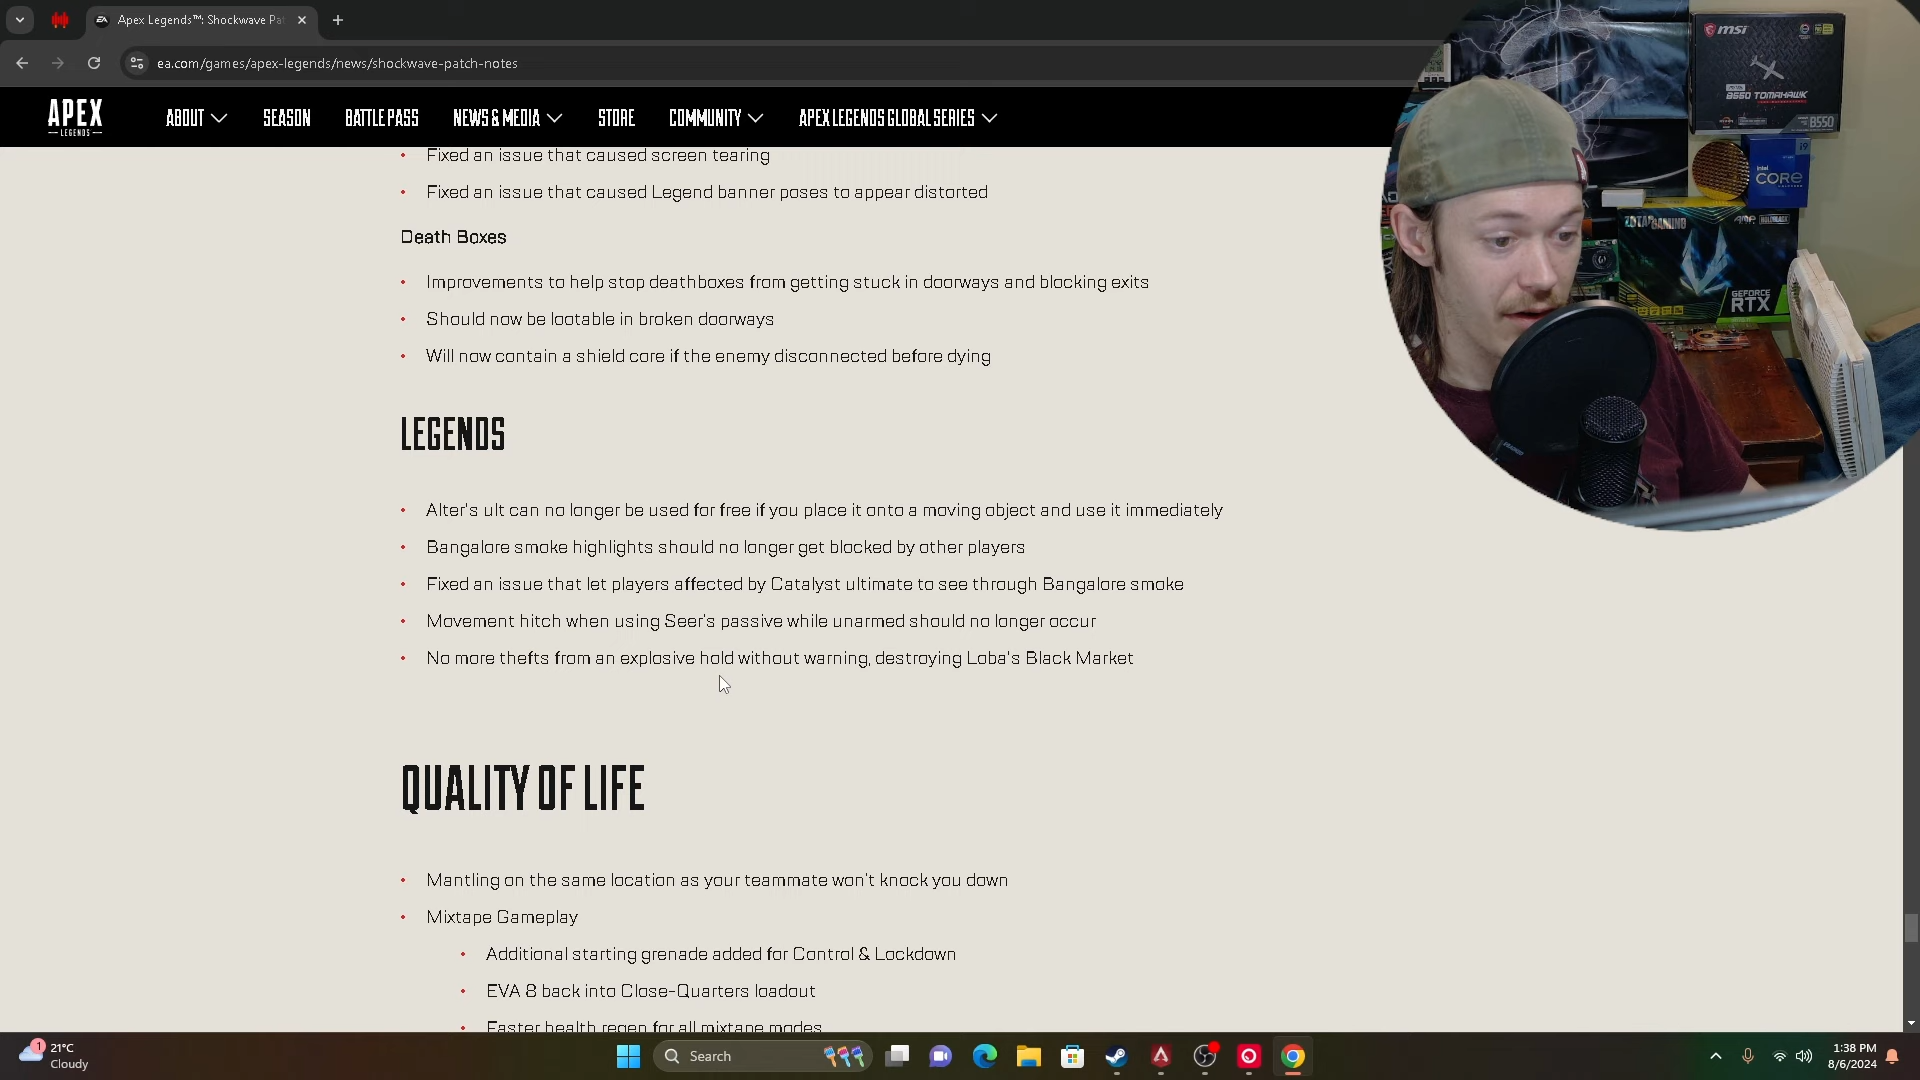 Apex Legends™: Shockwave Pat
ea.com/games/apex-legends/news/shockwave-patch-notes
APEX
LEGENDS
ABOUT
SEASON
BATTLE PASS
NEWS & MEDIA
STORE
COMMUNITY
APEX LEGENDS GLOBAL SERIES
• Fixed an issue that caused screen tearing
• Fixed an issue that caused Legend banner poses to appear distorted
Death Boxes
• Improvements to help stop deathboxes from getting stuck in doorways and blocking exits
• Should now be lootable in broken doorways
• Will now contain a shield core if the enemy disconnected before dying
LEGENDS
• Alter's ult can no longer be used for free if you place it onto a moving object and use it immediately
• Bangalore smoke highlights should no longer get blocked by other players
• Fixed an issue that let players affected by Catalyst ultimate to see through Bangalore smoke
• Movement hitch when using Seer's passive while unarmed should no longer occur
• No more thefts from an explosive hold without warning, destroying Loba's Black Market
QUALITY OF LIFE
• Mantling on the same location as your teammate won't knock you down
• Mixtape Gameplay
• Additional starting grenade added for Control & Lockdown
• EVA 8 back into Close-Quarters loadout
• Faster health regen for all mixtape modes
msi
B550 TOMAHAWK
B550
intel
CORE
i9
ZOTAC GAMING
AMP HOLOBLACK
GEFORCE
RTX
1
21°C
Cloudy
Search
1:38 PM
8/6/2024